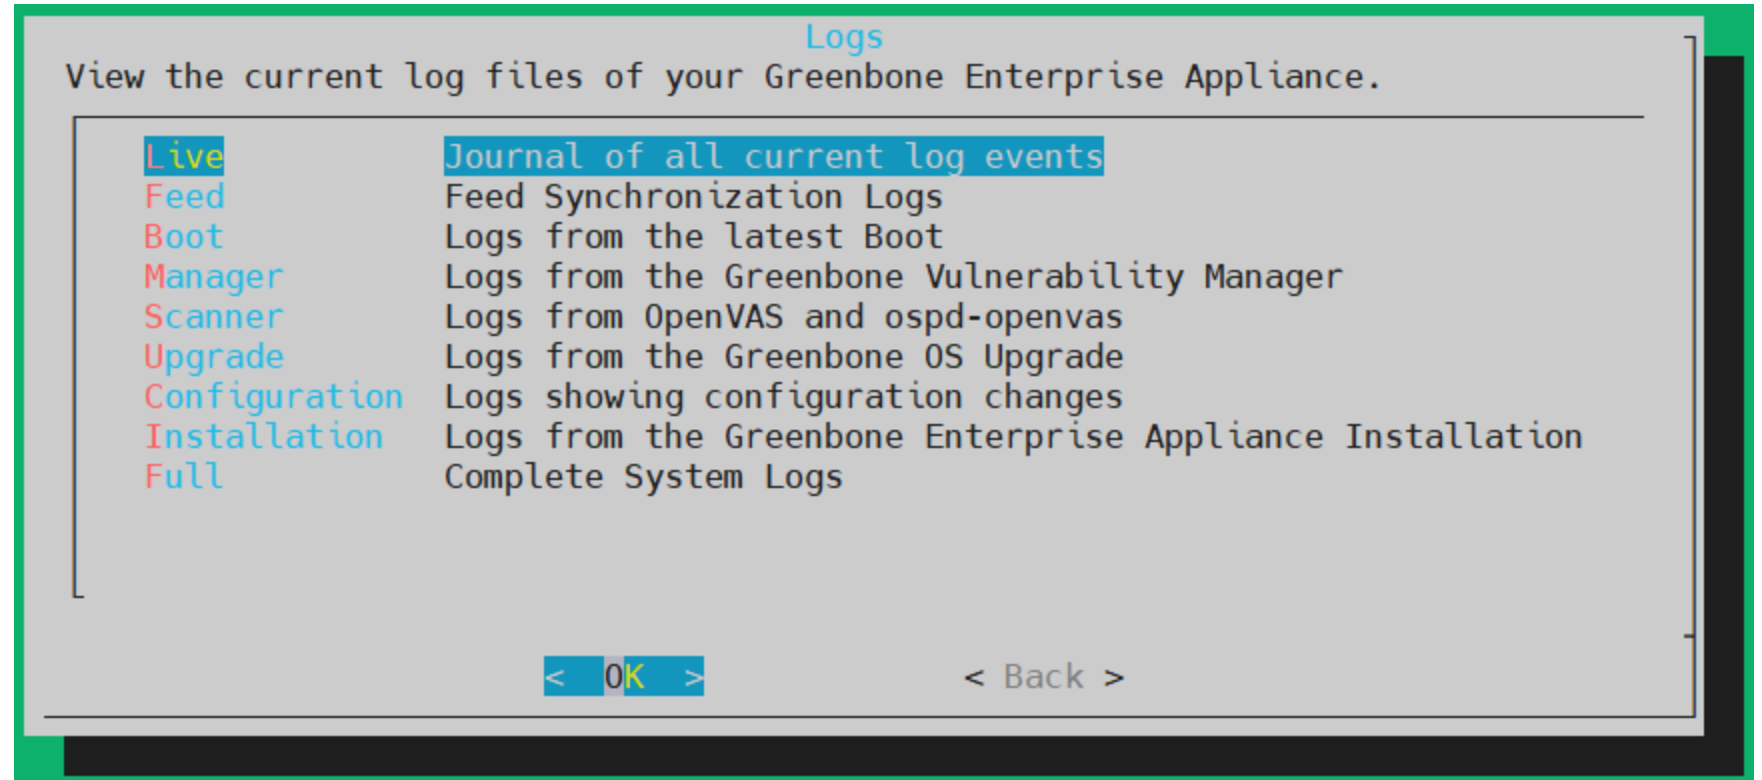 Logs
View the current log files of your Greenbone Enterprise Appliance.
Live Journal of all current log events
Feed Feed Synchronization Logs
Boot Logs from the latest Boot
Manager Logs from the Greenbone Vulnerability Manager
Scanner Logs from OpenVAS and ospd-openvas
Upgrade Logs from the Greenbone OS Upgrade
Configuration Logs showing configuration changes
Installation Logs from the Greenbone Enterprise Appliance Installation
Full Complete System Logs
< OK > < Back >